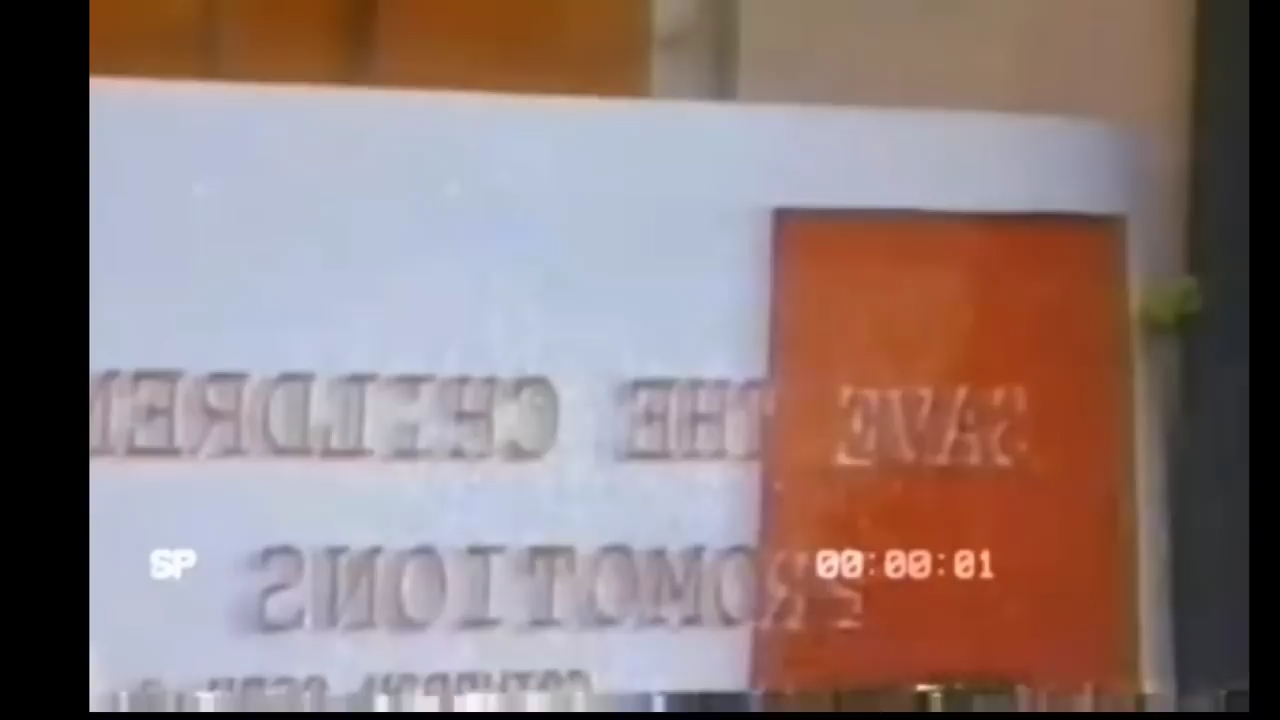 SAVE THE CHILDREN
PROMOTIONS
SP
00:00:01